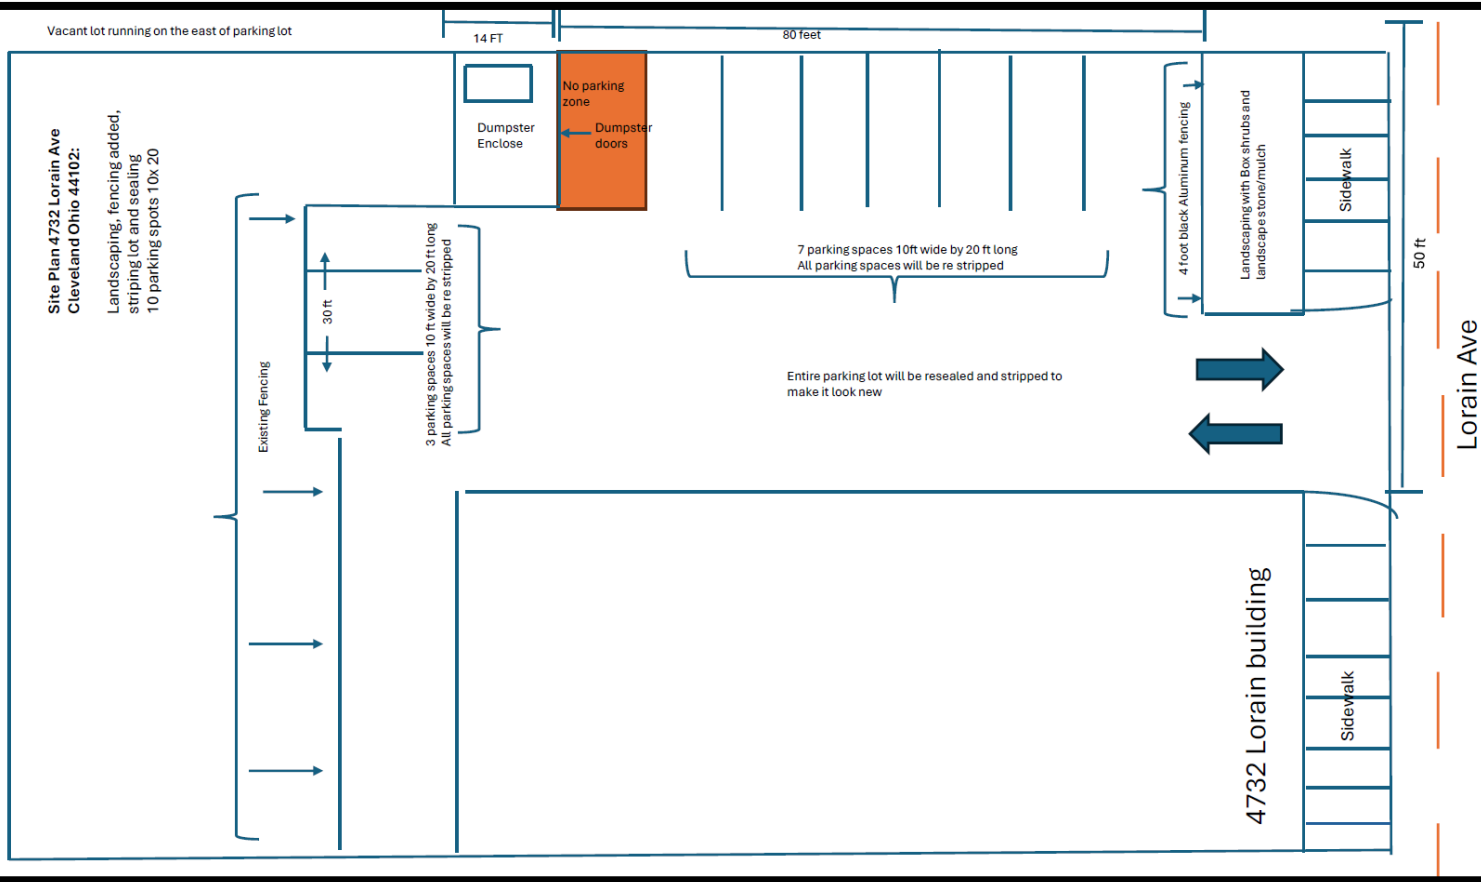 Vacant lot running on the east of parking lot
14 FT
80 feet
Site Plan 4732 Lorain Ave
Cleveland Ohio 44102:
Landscaping, fencing added,
striping lot and sealing
10 parking spots 10x 20
No parking
zone
Dumpster
Enclose
Dumpster
doors
4 foot black Aluminum fencing
Landscaping with Box shrubs and
landscape stone/mulch
Sidewalk
50 ft
7 parking spaces 10ft wide by 20 ft long
All parking spaces will be re stripped
30 ft
3 parking spaces 10 ft wide by 20 ft long
All parking spaces will be re stripped
Existing Fencing
Entire parking lot will be resealed and stripped to
make it look new
Lorain Ave
4732 Lorain building
Sidewalk